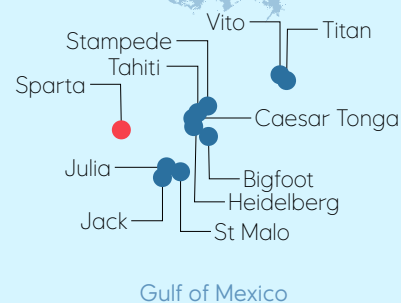 Vito
Titan
Stampede
Tahiti
Sparta
Caesar Tonga
Julia
Bigfoot
Heidelberg
Jack
St Malo
Gulf of Mexico